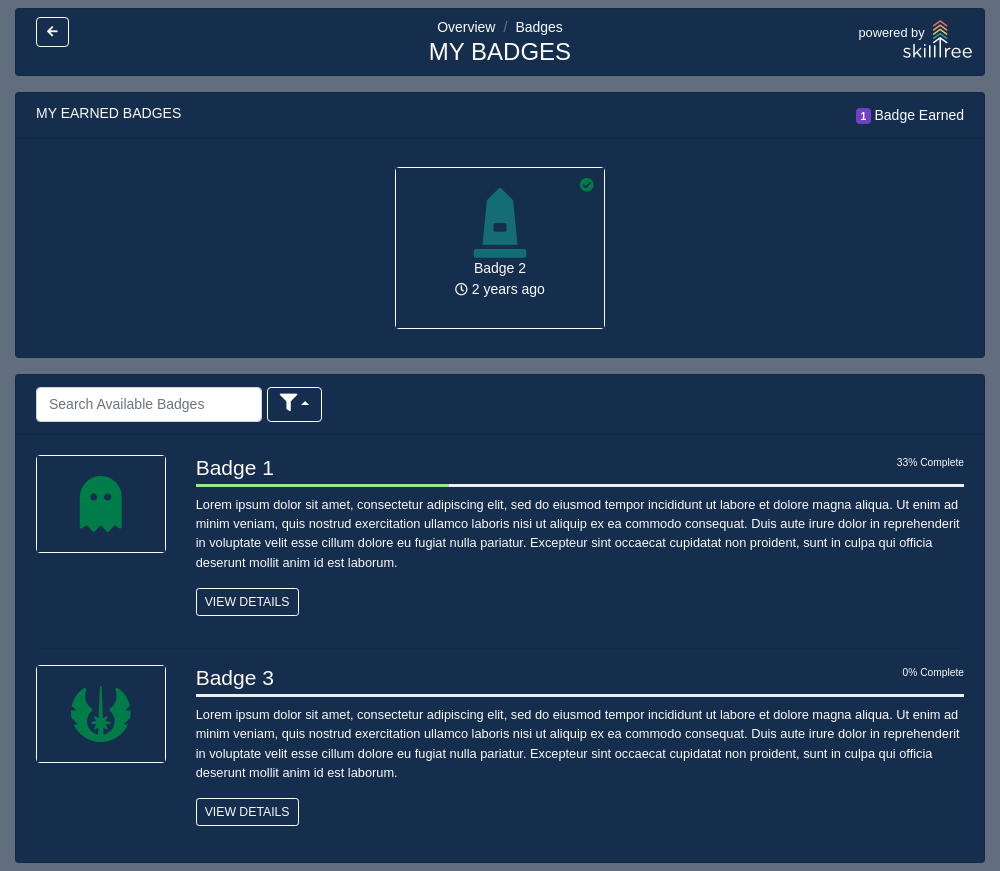 Overview / Badges
MY BADGES
powered by
skilltree
MY EARNED BADGES
1 Badge Earned
Badge 2
2 years ago
Search Available Badges
Badge 1
33% Complete
Lorem ipsum dolor sit amet, consectetur adipiscing elit, sed do eiusmod tempor incididunt ut labore et dolore magna aliqua. Ut enim ad
minim veniam, quis nostrud exercitation ullamco laboris nisi ut aliquip ex ea commodo consequat. Duis aute irure dolor in reprehenderit
in voluptate velit esse cillum dolore eu fugiat nulla pariatur. Excepteur sint occaecat cupidatat non proident, sunt in culpa qui officia
deserunt mollit anim id est laborum.
VIEW DETAILS
Badge 3
0% Complete
Lorem ipsum dolor sit amet, consectetur adipiscing elit, sed do eiusmod tempor incididunt ut labore et dolore magna aliqua. Ut enim ad
minim veniam, quis nostrud exercitation ullamco laboris nisi ut aliquip ex ea commodo consequat. Duis aute irure dolor in reprehenderit
in voluptate velit esse cillum dolore eu fugiat nulla pariatur. Excepteur sint occaecat cupidatat non proident, sunt in culpa qui officia
deserunt mollit anim id est laborum.
VIEW DETAILS